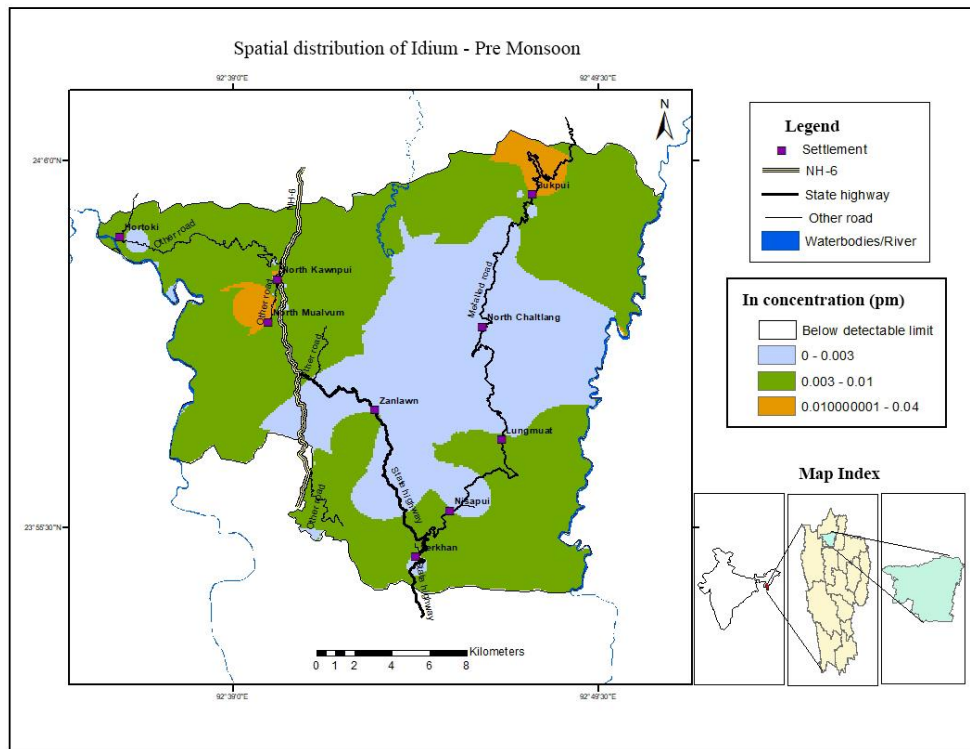 Spatial distribution of Idium - Pre Monsoon
92°39'0"E
92°49'30"E
N
24°6'0"N
NH-6
Hortoki
Other road
North Kawnpui
Other road
North Mualvum
Other road
Zanlawn
State highway
Other road
Bukpui
Metalled road
North Chaltlang
Lungmuat
Nisapui
Serkhan
State highway
23°55'30"N
Kilometers
0 1 2 4 6 8
92°39'0"E
92°49'30"E
Legend
Settlement
NH-6
State highway
Other road
Waterbodies/River
In concentration (pm)
Below detectable limit
0 - 0.003
0.003 - 0.01
0.010000001 - 0.04
Map Index